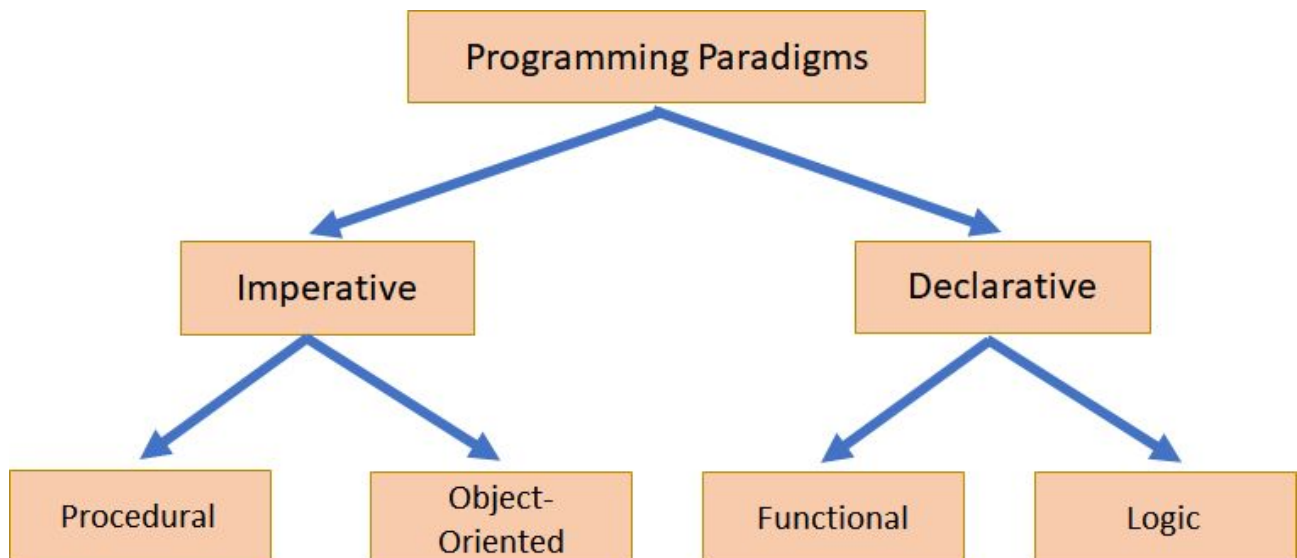 Programming Paradigms
Imperative
Declarative
Procedural
Object-
Oriented
Functional
Logic